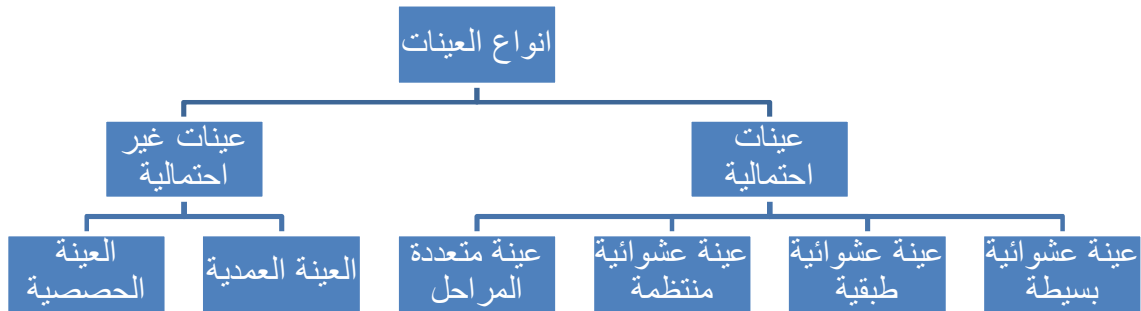 انواع العينات
عينات
احتمالية
عينات غير
احتمالية
عينة عشوائية
بسيطة
عينة عشوائية
طبقية
عينة عشوائية
منتظمة
عينة متعددة
المراحل
العينة العمدية
العينة
الحصصية